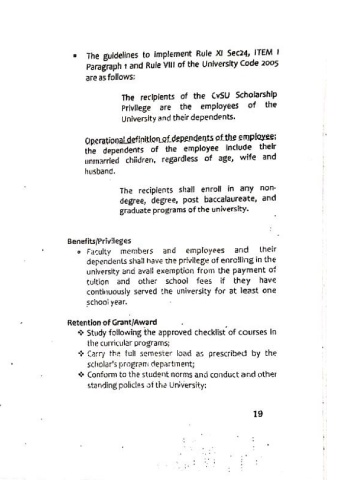 • The guidelines to implement Rule XI Sec24, ITEM I
Paragraph 1 and Rule VIII of the University Code 2005
are as follows:
The recipients of the CvSU Scholarship
Privilege are the employees of the
University and their dependents.
Operational definition of dependents of the employee:
the dependents of the employee include their
unmarried children, regardless of age, wife and
husband.
The recipients shall enroll in any non-
degree, degree, post baccalaureate, and
graduate programs of the university.
Benefits/Privileges
• Faculty members and employees and their
dependents shall have the privilege of enrolling in the
university and avail exemption from the payment of
tuition and other school fees if they have
continuously served the university for at least one
school year.
Retention of Grant/Award
❖ Study following the approved checklist of courses in
the curricular programs;
❖ Carry the full semester load as prescribed by the
scholar's program department;
❖ Conform to the student norms and conduct and other
standing policies of the University;
19